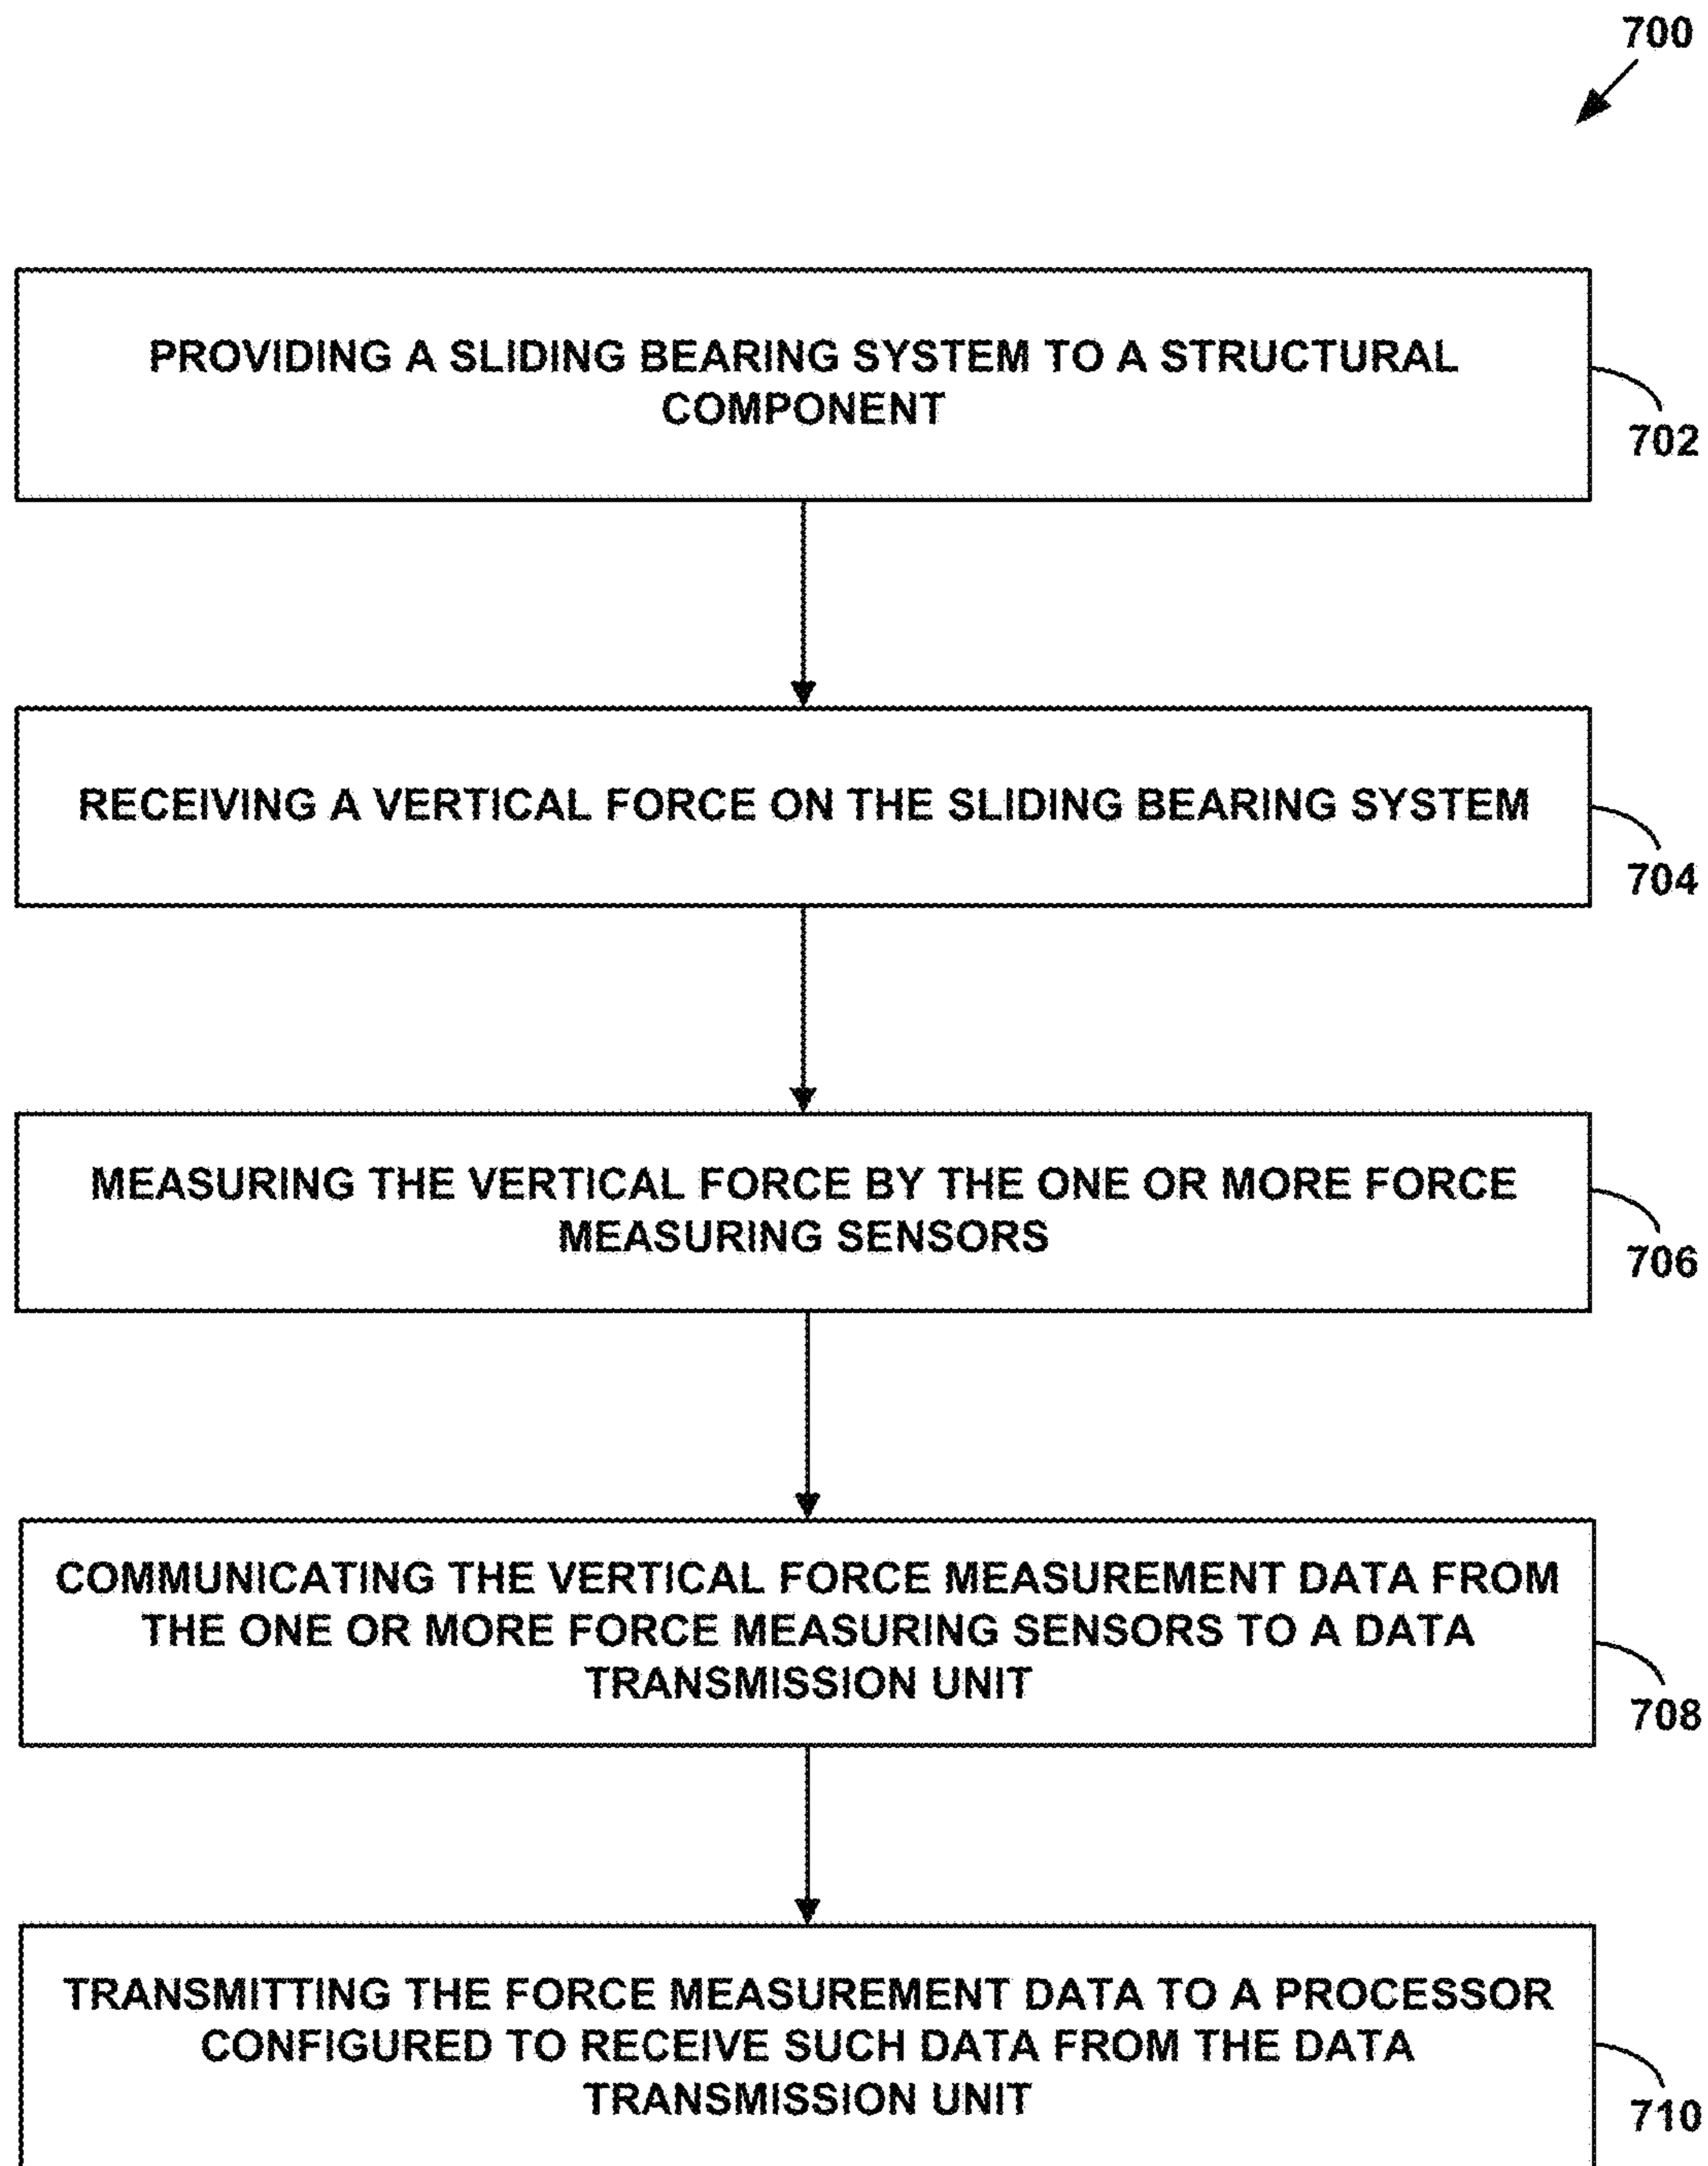 700
PROVIDING A SLIDING BEARING SYSTEM TO A STRUCTURAL
COMPONENT
702
RECEIVING A VERTICAL FORCE ON THE SLIDING BEARING SYSTEM
704
MEASURING THE VERTICAL FORCE BY THE ONE OR MORE FORCE
MEASURING SENSORS
706
COMMUNICATING THE VERTICAL FORCE MEASUREMENT DATA FROM
THE ONE OR MORE FORCE MEASURING SENSORS TO A DATA
TRANSMISSION UNIT
708
TRANSMITTING THE FORCE MEASUREMENT DATA TO A PROCESSOR
CONFIGURED TO RECEIVE SUCH DATA FROM THE DATA
TRANSMISSION UNIT
710